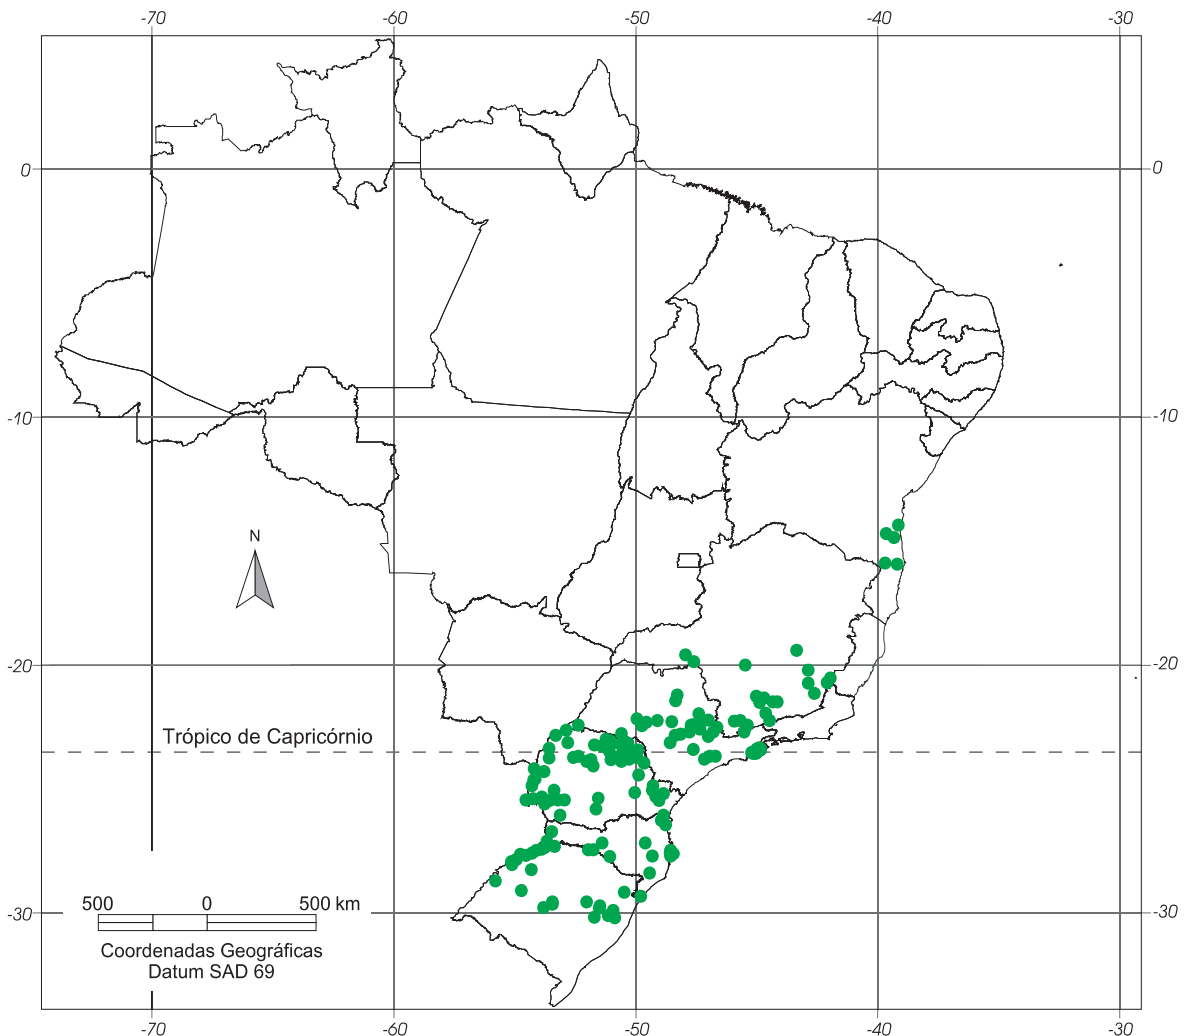 -70 -60 -50 -40 -30
0 0
-10 -10
N
-20 -20
Trópico de Capricórnio
500 0 500 km
-30 -30
Coordenadas Geográficas
Datum SAD 69
-70 -60 -50 -40 -30